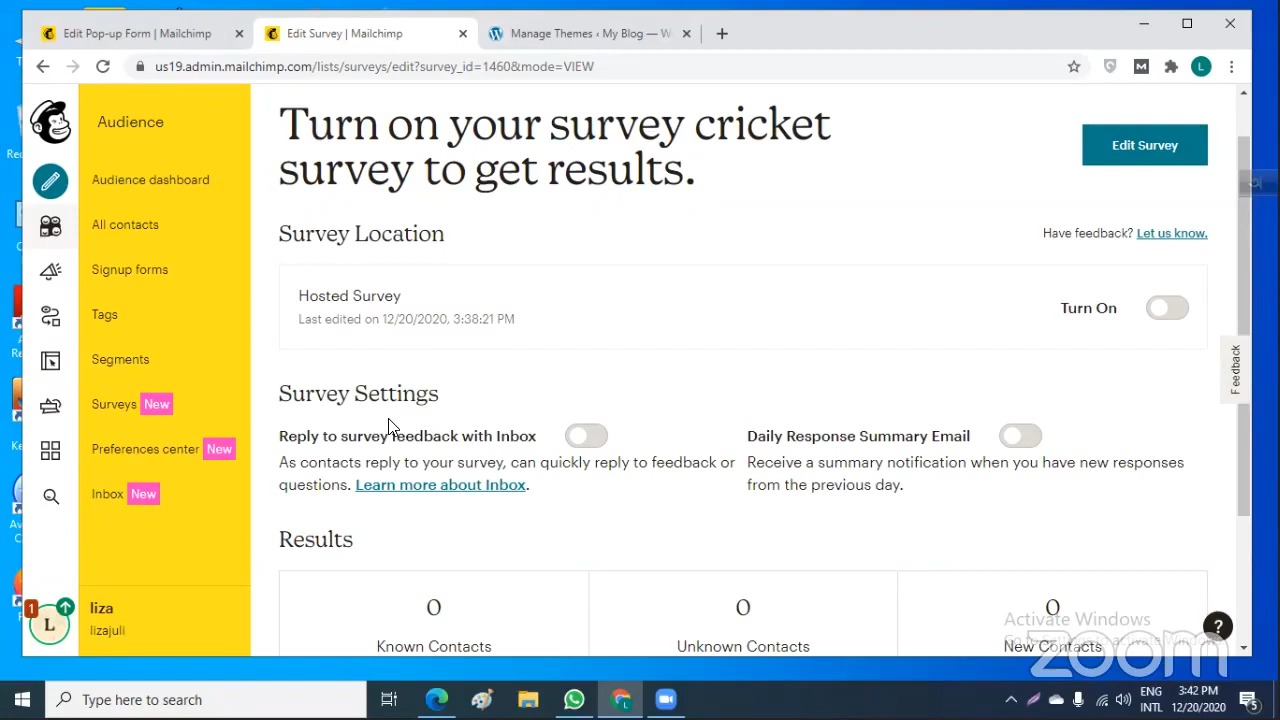 Edit Pop-up Form | Mailchimp
Edit Survey | Mailchimp
Manage Themes ‹ My Blog — W
us19.admin.mailchimp.com/lists/surveys/edit?survey_id=1460&mode=VIEW
M
L
Audience
Audience dashboard
All contacts
Signup forms
Tags
Segments
Surveys New
Preferences center New
Inbox New
1
L
liza
lizajuli
Turn on your survey cricket
survey to get results.
Edit Survey
Survey Location
Have feedback? Let us know.
Hosted Survey
Last edited on 12/20/2020, 3:38:21 PM
Turn On
Feedback
Survey Settings
Reply to survey feedback with Inbox
As contacts reply to your survey, can quickly reply to feedback or
questions. Learn more about Inbox.
Daily Response Summary Email
Receive a summary notification when you have new responses
from the previous day.
Results
0
Known Contacts
0
Unknown Contacts
0
New Contacts
Activate Windows
?
zoom
Type here to search
ENG
INTL
3:42 PM
12/20/2020
5